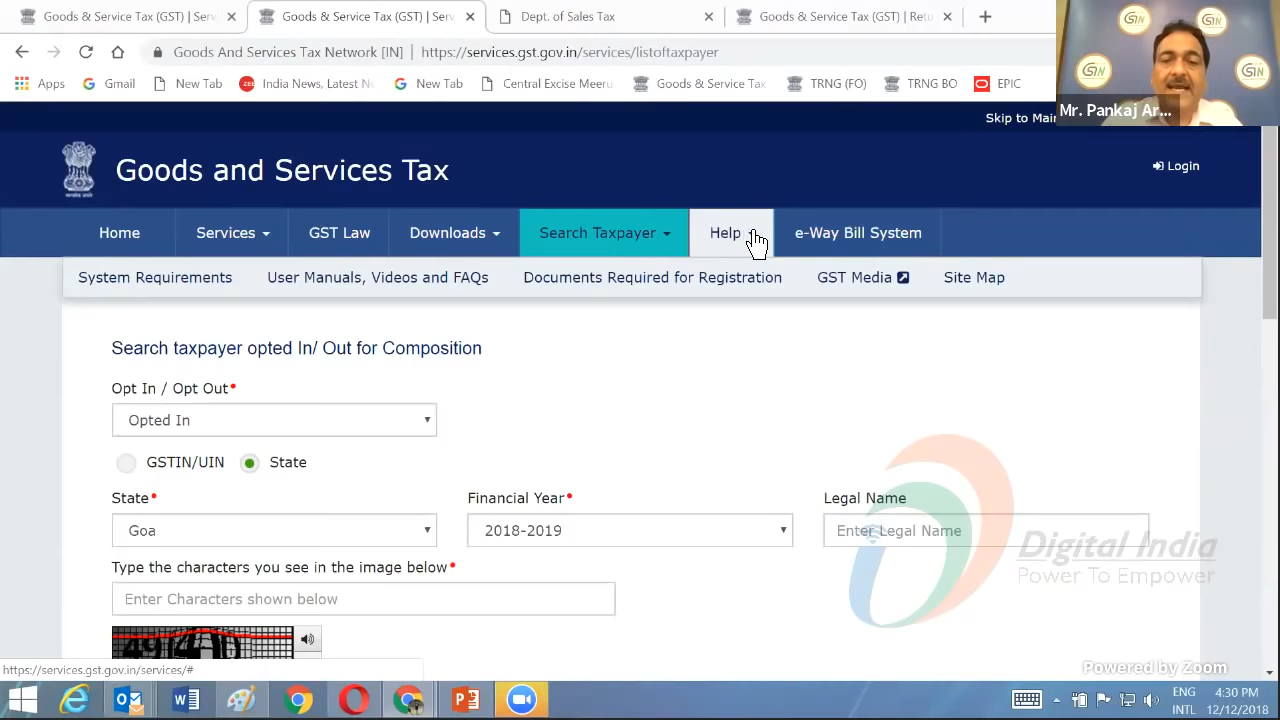 Goods & Service Tax (GST) | Serv
Goods & Service Tax (GST) | Serv
Dept. of Sales Tax
Goods & Service Tax (GST) | Retu
Goods And Services Tax Network [IN] | https://services.gst.gov.in/services/listoftaxpayer
Apps Gmail New Tab India News, Latest N New Tab Central Excise Meeru Goods & Service Tax TRNG (FO) TRNG BO EPIC
GSN GSN GSN GSN
Mr. Pankaj Ar...
Skip to Mai
Goods and Services Tax
Login
Home Services GST Law Downloads Search Taxpayer Help e-Way Bill System
System Requirements User Manuals, Videos and FAQs Documents Required for Registration GST Media Site Map
Search taxpayer opted In/ Out for Composition
Opt In / Opt Out•
Opted In
GSTIN/UIN State
State• Financial Year• Legal Name
Goa 2018-2019 Enter Legal Name
Type the characters you see in the image below•
Enter Characters shown below
Digital India
Power To Empower
https://services.gst.gov.in/services/#
Powered by Zoom
ENG 4:30 PM
INTL 12/12/2018